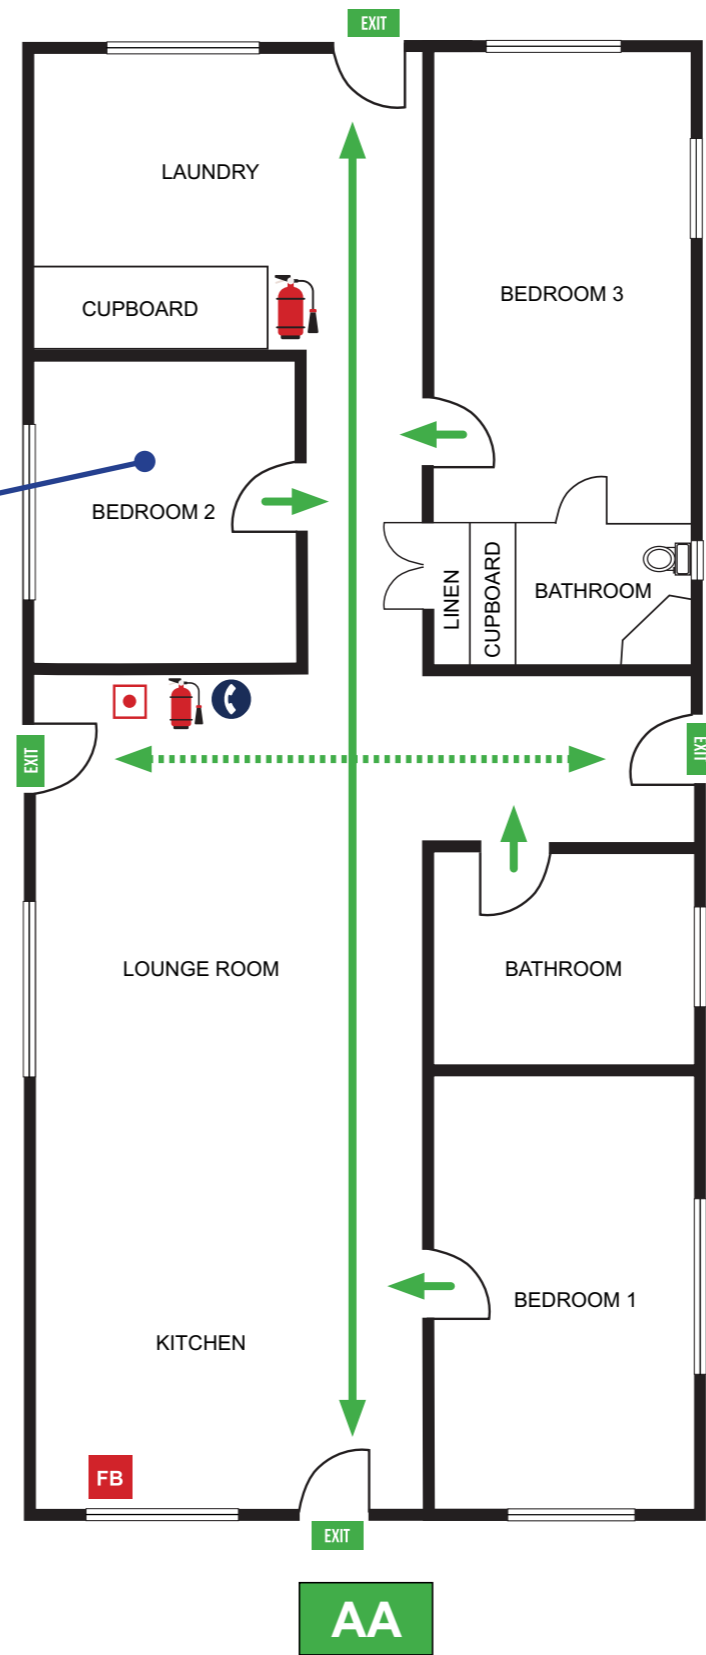 EXIT
LAUNDRY
CUPBOARD
BEDROOM 3
BEDROOM 2
LINEN
CUPBOARD
BATHROOM
EXIT
EXIT
LOUNGE ROOM
BATHROOM
BEDROOM 1
KITCHEN
FB
EXIT
AA